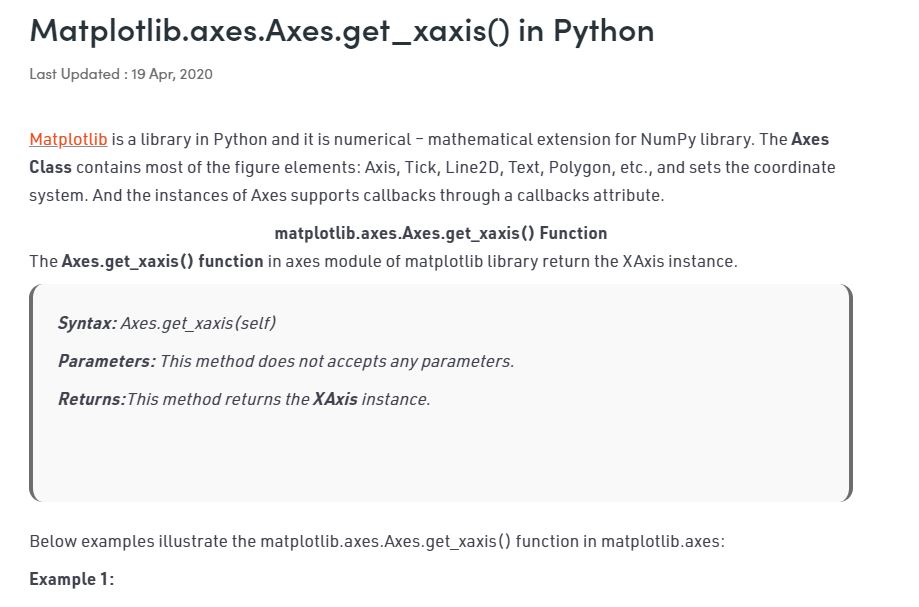 Matplotlib.axes.Axes.get_xaxis() in Python
Last Updated : 19 Apr, 2020
Matplotlib is a library in Python and it is numerical – mathematical extension for NumPy library. The Axes
Class contains most of the figure elements: Axis, Tick, Line2D, Text, Polygon, etc., and sets the coordinate
system. And the instances of Axes supports callbacks through a callbacks attribute.
matplotlib.axes.Axes.get_xaxis() Function
The Axes.get_xaxis() function in axes module of matplotlib library return the XAxis instance.
Syntax: Axes.get_xaxis(self)
Parameters: This method does not accepts any parameters.
Returns:This method returns the XAxis instance.
Below examples illustrate the matplotlib.axes.Axes.get_xaxis() function in matplotlib.axes:
Example 1: